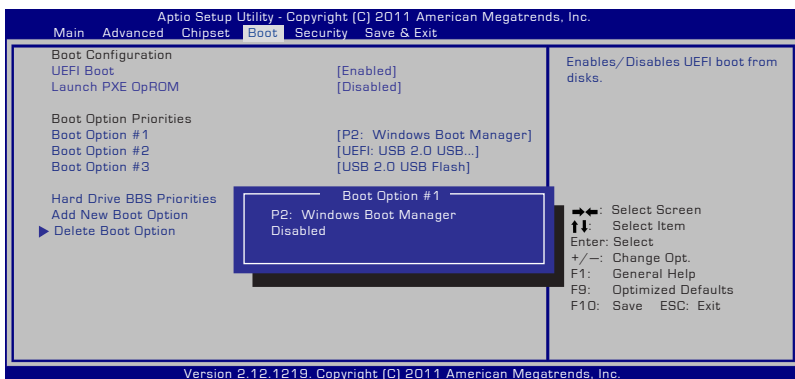 Aptio Setup Utility - Copyright (C) 2011 American Megatrends, Inc.
Main Advanced Chipset Boot Security Save & Exit
Boot Configuration
UEFI Boot [Enabled]
Launch PXE OpROM [Disabled]
Boot Option Priorities
Boot Option #1 [P2: Windows Boot Manager]
Boot Option #2 [UEFI: USB 2.0 USB...]
Boot Option #3 [USB 2.0 USB Flash]
Hard Drive BBS Priorities
Add New Boot Option
Delete Boot Option
Boot Option #1
P2: Windows Boot Manager
Disabled
Enables/Disables UEFI boot from
disks.
→←: Select Screen
↑↓: Select Item
Enter: Select
+/—: Change Opt.
F1: General Help
F9: Optimized Defaults
F10: Save ESC: Exit
Version 2.12.1219. Copyright (C) 2011 American Megatrends, Inc.